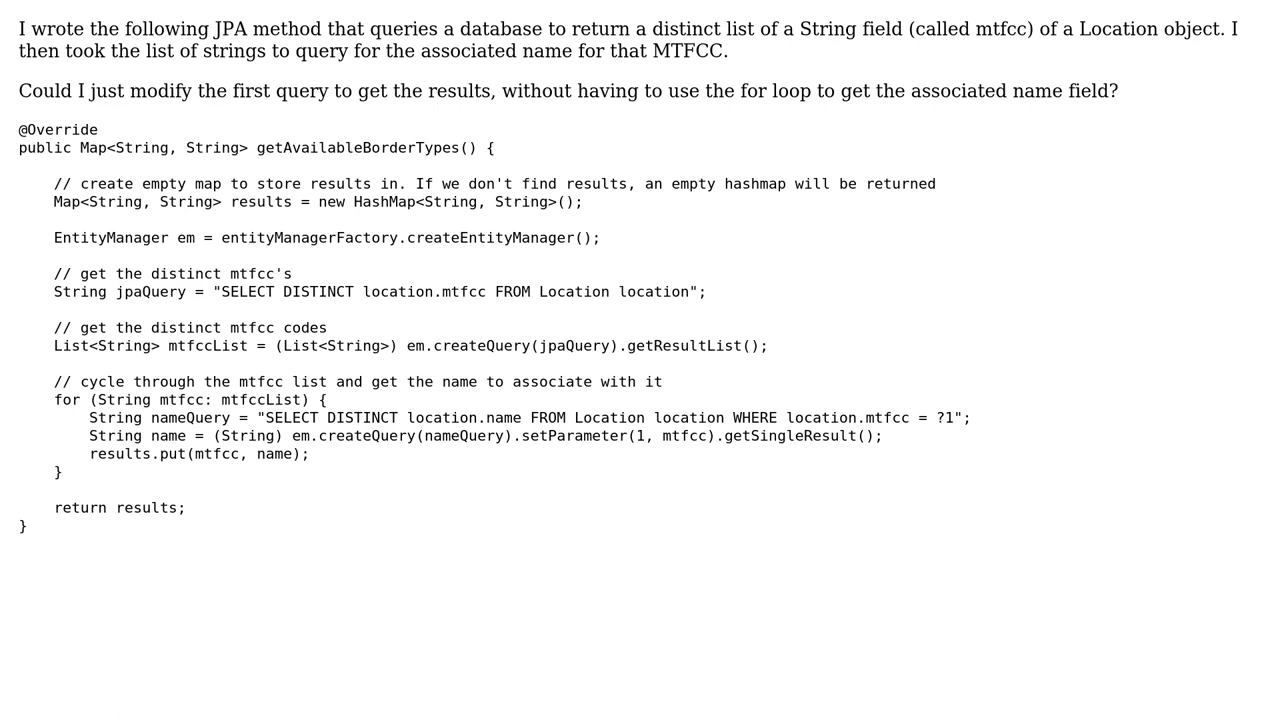 I wrote the following JPA method that queries a database to return a distinct list of a String field (called mtfcc) of a Location object. I
then took the list of strings to query for the associated name for that MTFCC.
Could I just modify the first query to get the results, without having to use the for loop to get the associated name field?
@Override
public Map<String, String> getAvailableBorderTypes() {
    // create empty map to store results in. If we don't find results, an empty hashmap will be returned
    Map<String, String> results = new HashMap<String, String>();
    EntityManager em = entityManagerFactory.createEntityManager();
    // get the distinct mtfcc's
    String jpaQuery = "SELECT DISTINCT location.mtfcc FROM Location location";
    // get the distinct mtfcc codes
    List<String> mtfccList = (List<String>) em.createQuery(jpaQuery).getResultList();
    // cycle through the mtfcc list and get the name to associate with it
    for (String mtfcc: mtfccList) {
        String nameQuery = "SELECT DISTINCT location.name FROM Location location WHERE location.mtfcc = ?1";
        String name = (String) em.createQuery(nameQuery).setParameter(1, mtfcc).getSingleResult();
        results.put(mtfcc, name);
    }
    return results;
}